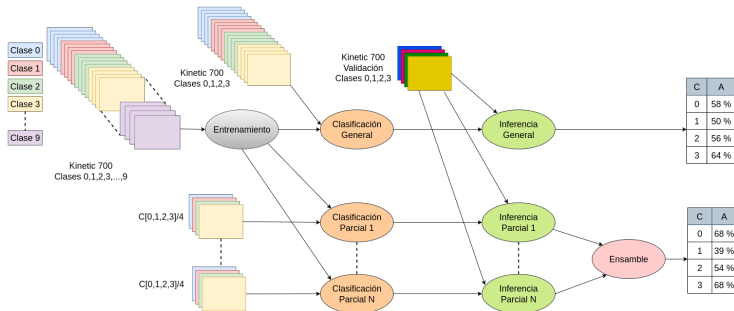 Clase 0
Clase 1
Clase 2
Clase 3
Clase 9
Kinetic 700
Clases 0,1,2,3,...,9
Kinetic 700
Clases 0,1,2,3
Kinetic 700
Validación
Clases 0,1,2,3
Entrenamiento
Clasificación
General
Inferencia
General
C A
0 58 %
1 50 %
2 56 %
3 64 %
C[0,1,2,3]/4
Clasificación
Parcial 1
Inferencia
Parcial 1
C[0,1,2,3]/4
Clasificación
Parcial N
Inferencia
Parcial N
Ensamble
C A
0 68 %
1 39 %
2 54 %
3 68 %